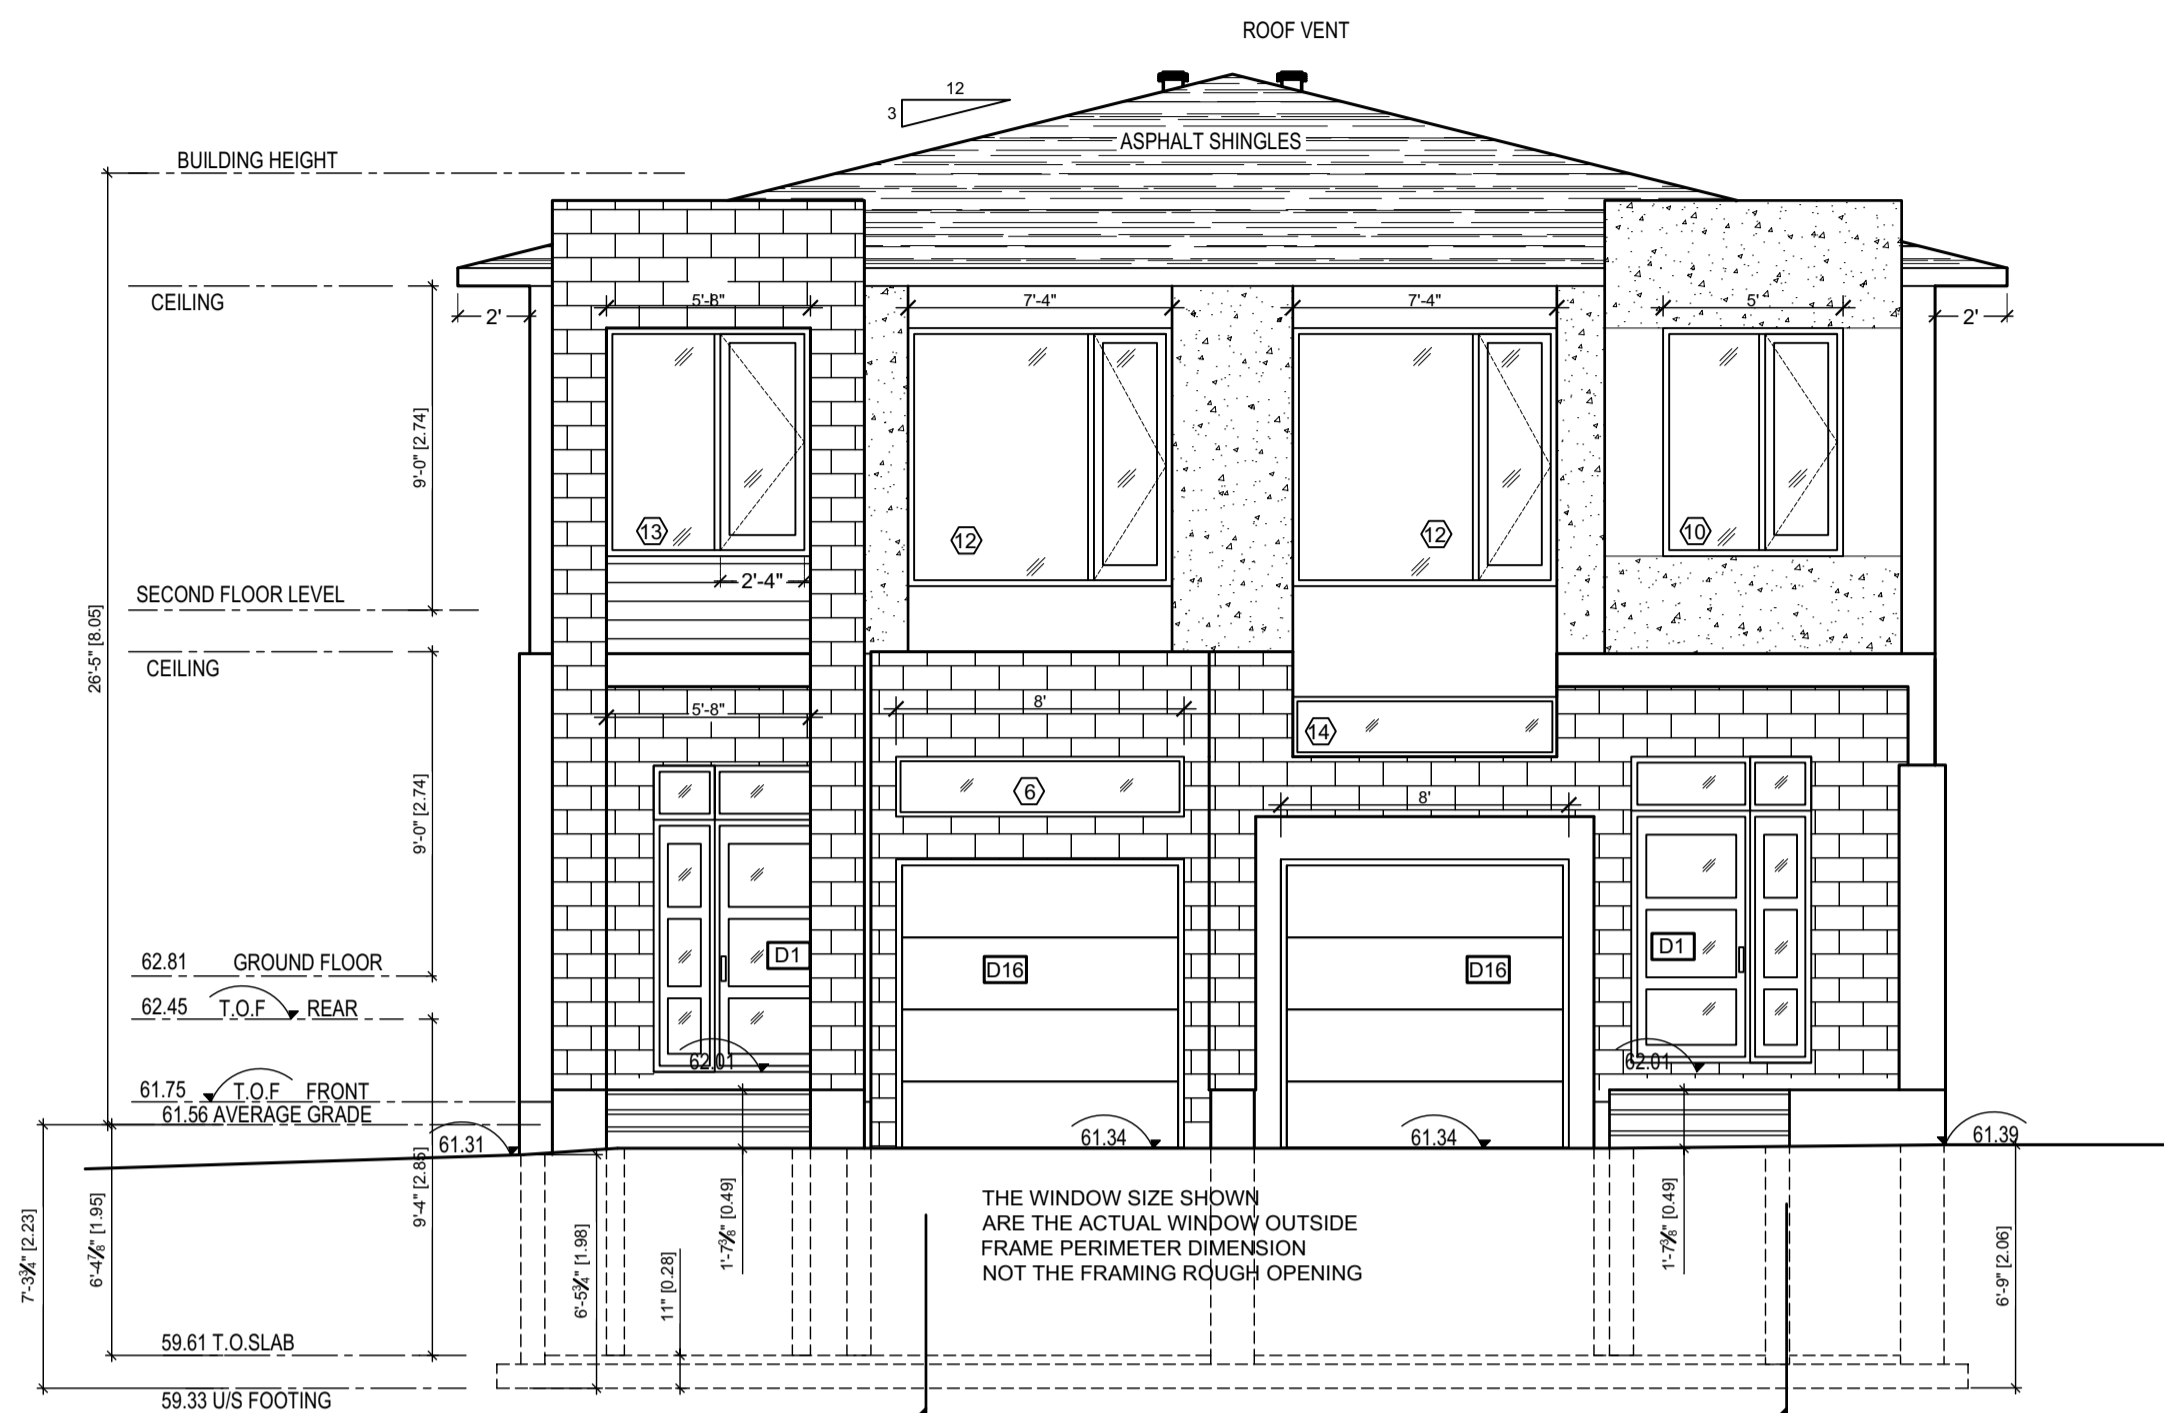 ROOF VENT
12
3
ASPHALT SHINGLES
BUILDING HEIGHT
CEILING
2'
5'-8"
7'-4"
7'-4"
5'
2'
9'-0" [2.74]
13
12
12
10
2'-4"
SECOND FLOOR LEVEL
26'-5" [8.05]
CEILING
5'-8"
8'
14
6
8'
9'-0" [2.74]
D1
D16
D16
D1
62.81 GROUND FLOOR
62.45 T.O.F REAR
62.01
62.01
61.75 T.O.F FRONT
61.56 AVERAGE GRADE
61.31
61.34
61.34
61.39
9'-4" [2.85]
7'-3¾" [2.23]
6'-4⅞" [1.95]
6'-5¾" [1.98]
11" [0.28]
1'-7⅜" [0.49]
1'-7⅜" [0.49]
6'-9" [2.06]
THE WINDOW SIZE SHOWN
ARE THE ACTUAL WINDOW OUTSIDE
FRAME PERIMETER DIMENSION
NOT THE FRAMING ROUGH OPENING
59.61 T.O.SLAB
59.33 U/S FOOTING